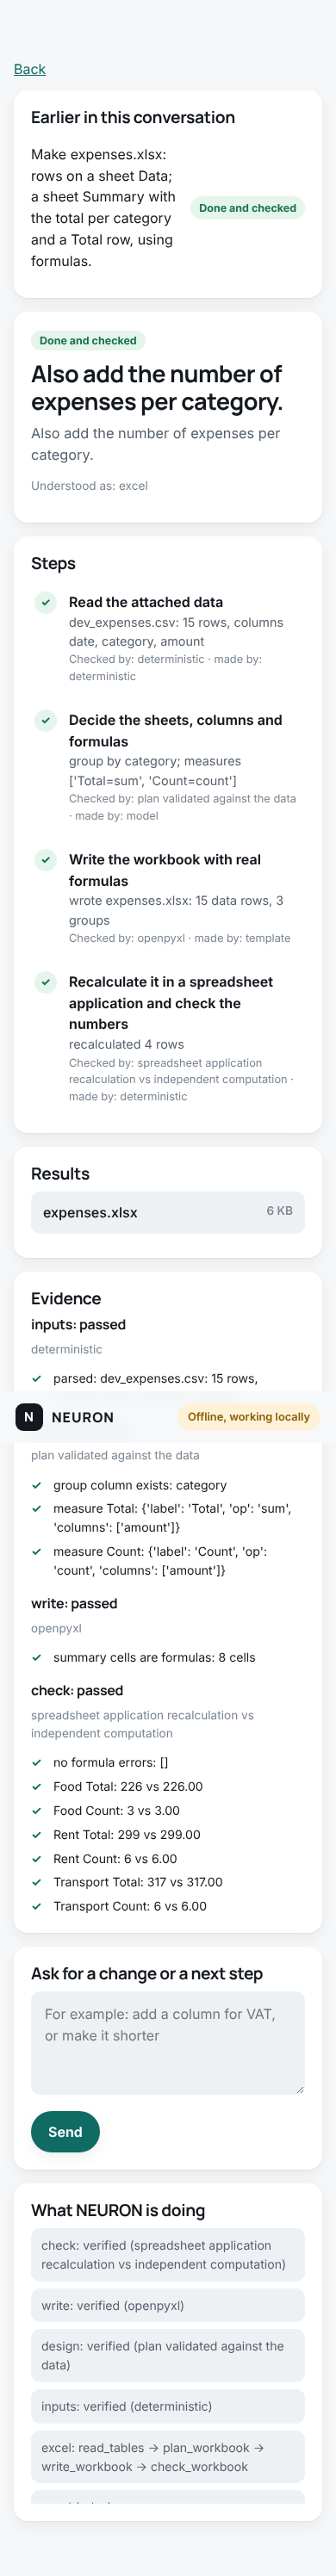 Back
Earlier in this conversation
Make expenses.xlsx:
rows on a sheet Data;
a sheet Summary with
the total per category
and a Total row, using
formulas.
Done and checked
Done and checked
Also add the number of
expenses per category.
Also add the number of expenses per
category.
Understood as: excel
Steps
Read the attached data
dev_expenses.csv: 15 rows, columns
date, category, amount
Checked by: deterministic · made by:
deterministic
Decide the sheets, columns and
formulas
group by category; measures
['Total=sum', 'Count=count']
Checked by: plan validated against the data
· made by: model
Write the workbook with real
formulas
wrote expenses.xlsx: 15 data rows, 3
groups
Checked by: openpyxl · made by: template
Recalculate it in a spreadsheet
application and check the
numbers
recalculated 4 rows
Checked by: spreadsheet application
recalculation vs independent computation ·
made by: deterministic
Results
expenses.xlsx
6 KB
Evidence
inputs: passed
deterministic
parsed: dev_expenses.csv: 15 rows,
N NEURON
Offline, working locally
plan validated against the data
group column exists: category
measure Total: {'label': 'Total', 'op': 'sum',
'columns': ['amount']}
measure Count: {'label': 'Count', 'op':
'count', 'columns': ['amount']}
write: passed
openpyxl
summary cells are formulas: 8 cells
check: passed
spreadsheet application recalculation vs
independent computation
no formula errors: []
Food Total: 226 vs 226.00
Food Count: 3 vs 3.00
Rent Total: 299 vs 299.00
Rent Count: 6 vs 6.00
Transport Total: 317 vs 317.00
Transport Count: 6 vs 6.00
Ask for a change or a next step
For example: add a column for VAT,
or make it shorter
Send
What NEURON is doing
check: verified (spreadsheet application
recalculation vs independent computation)
write: verified (openpyxl)
design: verified (plan validated against the
data)
inputs: verified (deterministic)
excel: read_tables → plan_workbook →
write_workbook → check_workbook